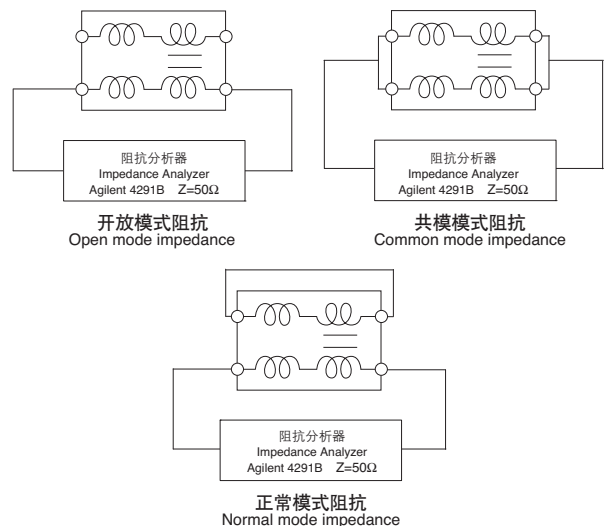 阻抗分析器
Impedance Analyzer
Agilent 4291B Z=50Ω
开放模式阻抗
Open mode impedance
阻抗分析器
Impedance Analyzer
Agilent 4291B Z=50Ω
共模模式阻抗
Common mode impedance
阻抗分析器
Impedance Analyzer
Agilent 4291B Z=50Ω
正常模式阻抗
Normal mode impedance